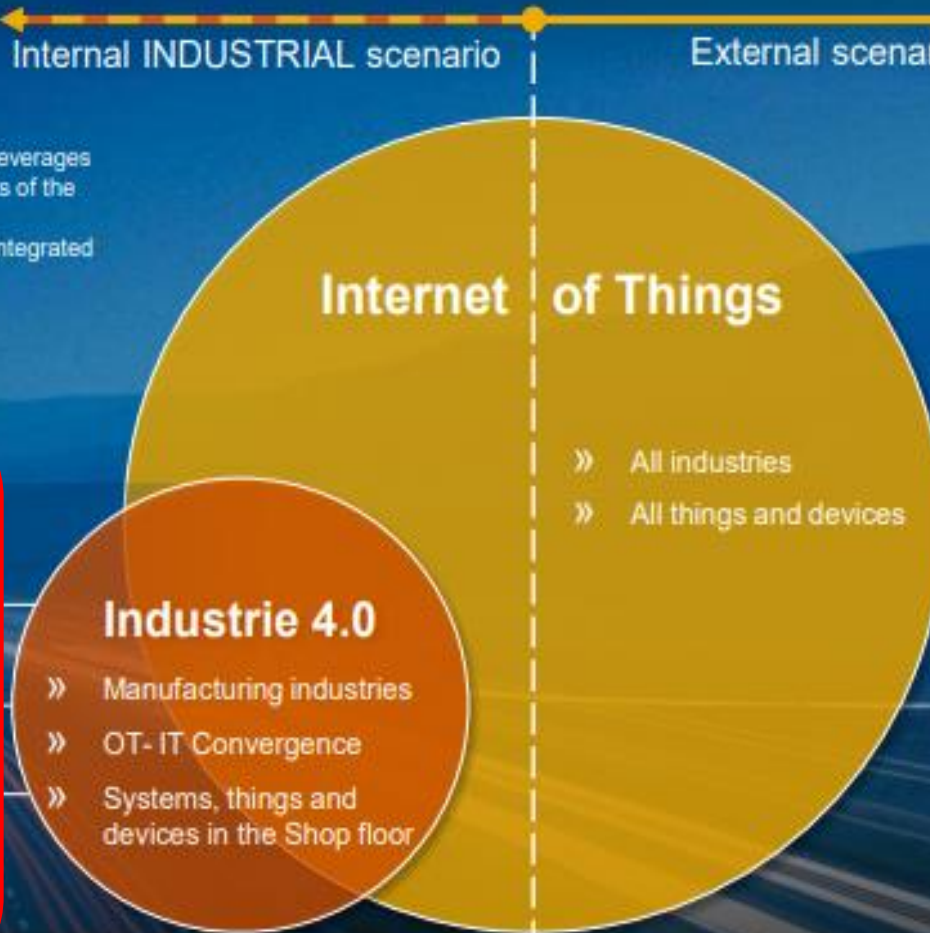 Internal INDUSTRIAL scenario
External
everages
s of the
ntegrated
Internet of Things
» All industries
» All things and devices
Industrie 4.0
» Manufacturing industries
» OT- IT Convergence
» Systems, things and
devices in the Shop floor